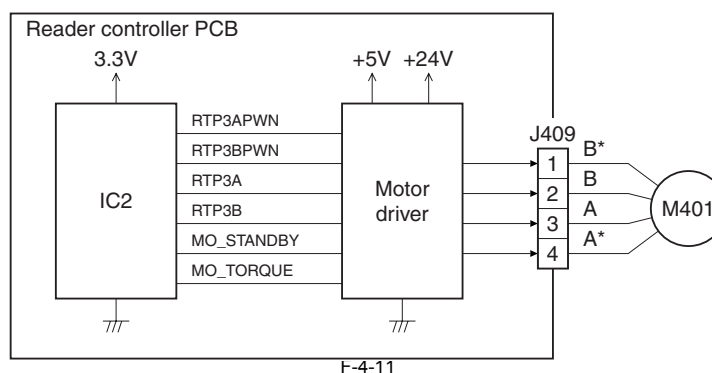 Reader controller PCB
3.3V
+5V +24V
RTP3APWN
RTP3BPWN
RTP3A
RTP3B
MO_STANDBY
MO_TORQUE
IC2
Motor
driver
J409
1
2
3
4
B*
B
A
A*
M401
F-4-11